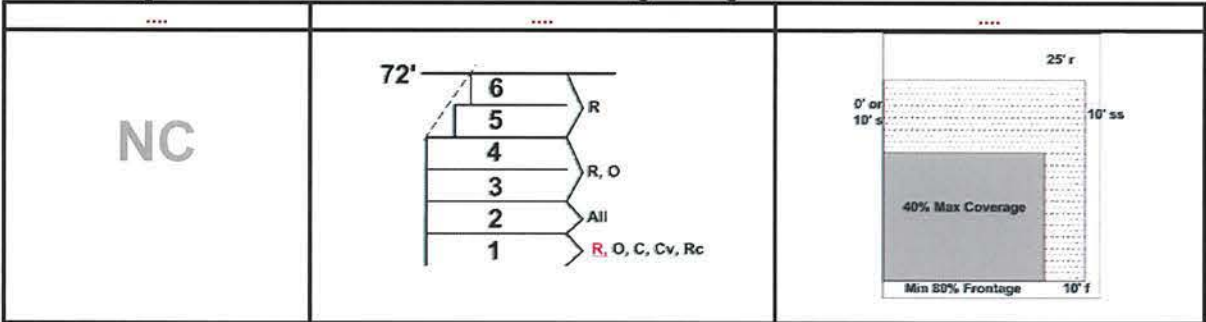 ....
....
....
NC
72'
6
R
5
4
R, O
3
2
All
1
R, O, C, Cv, Rc
25' r
0' or
10' s
10' ss
40% Max Coverage
Min 80% Frontage
10' f